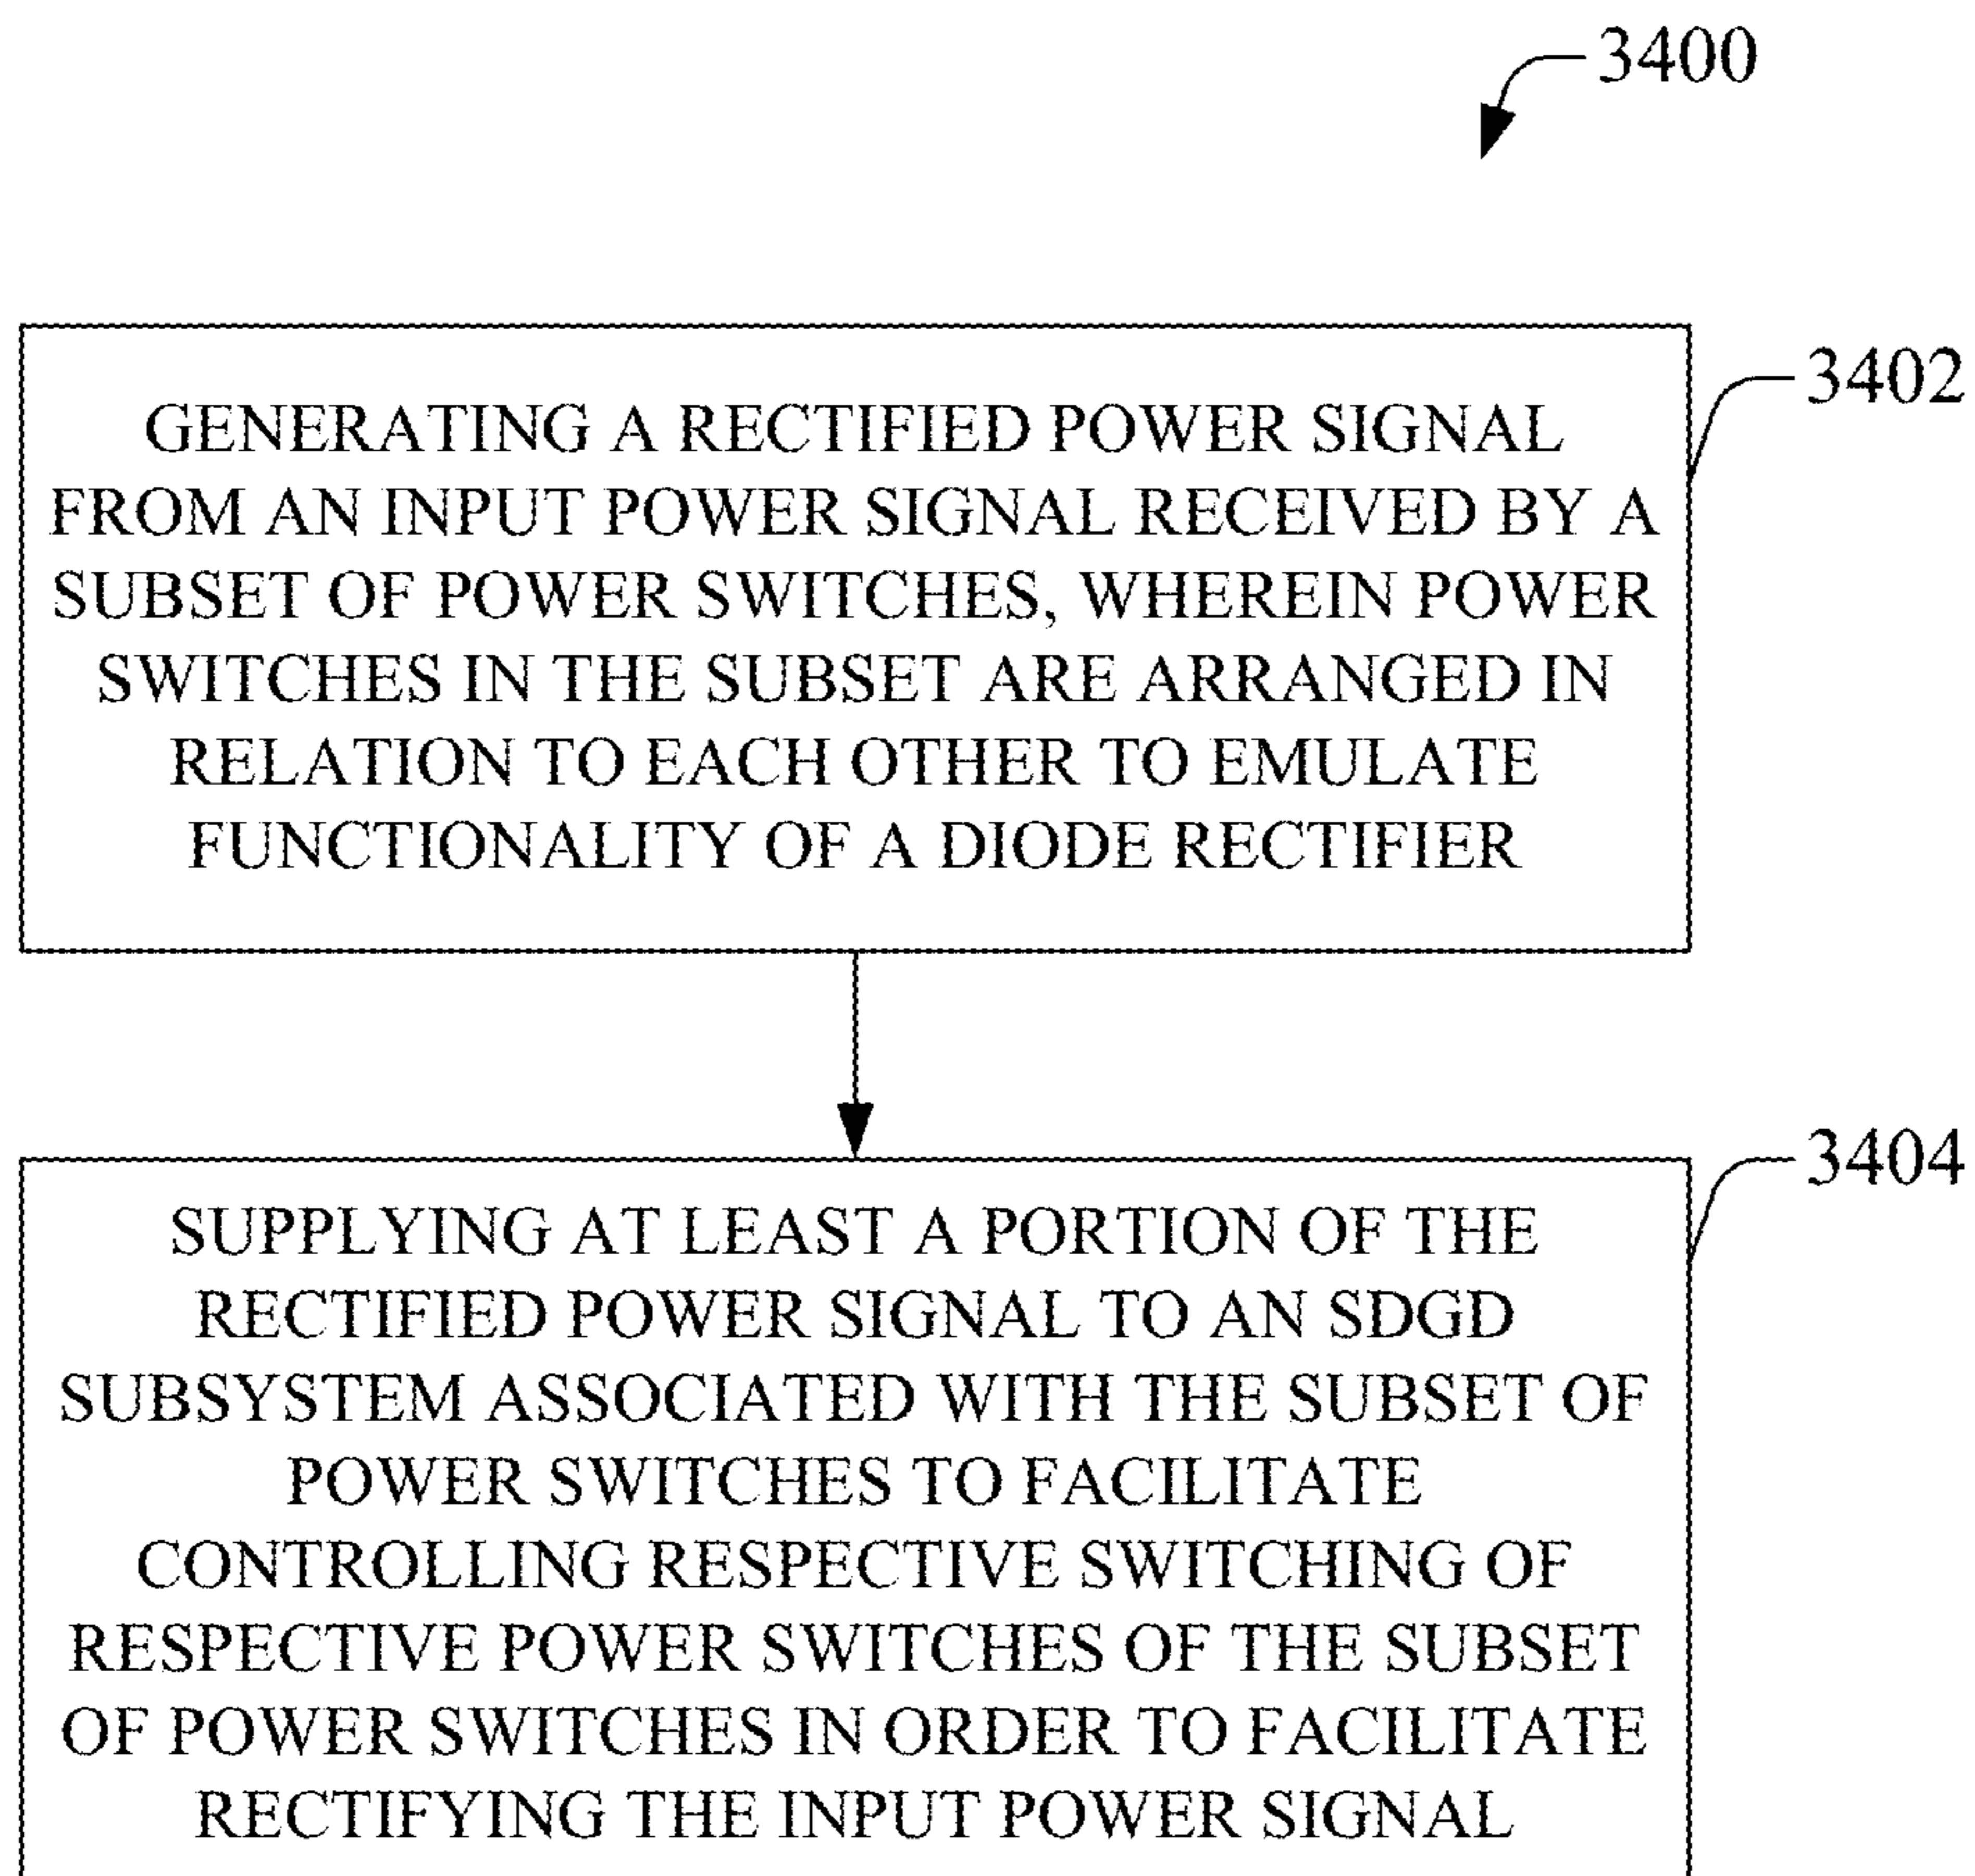 3400
3402
GENERATING A RECTIFIED POWER SIGNAL
FROM AN INPUT POWER SIGNAL RECEIVED BY A
SUBSET OF POWER SWITCHES, WHEREIN POWER
SWITCHES IN THE SUBSET ARE ARRANGED IN
RELATION TO EACH OTHER TO EMULATE
FUNCTIONALITY OF A DIODE RECTIFIER
3404
SUPPLYING AT LEAST A PORTION OF THE
RECTIFIED POWER SIGNAL TO AN SDGD
SUBSYSTEM ASSOCIATED WITH THE SUBSET OF
POWER SWITCHES TO FACILITATE
CONTROLLING RESPECTIVE SWITCHING OF
RESPECTIVE POWER SWITCHES OF THE SUBSET
OF POWER SWITCHES IN ORDER TO FACILITATE
RECTIFYING THE INPUT POWER SIGNAL